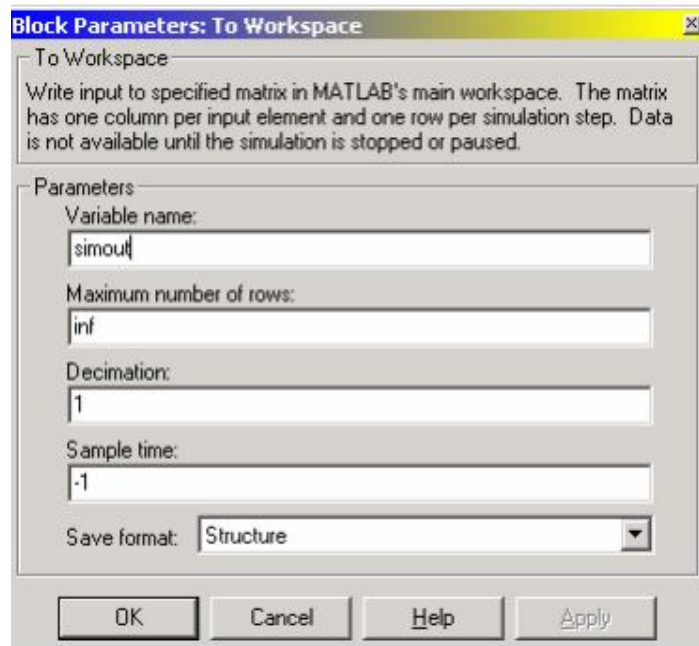 Block Parameters: To Workspace
To Workspace
Write input to specified matrix in MATLAB's main workspace. The matrix
has one column per input element and one row per simulation step. Data
is not available until the simulation is stopped or paused.
Parameters
Variable name:
simout
Maximum number of rows:
inf
Decimation:
1
Sample time:
-1
Save format: Structure
OK Cancel Help Apply